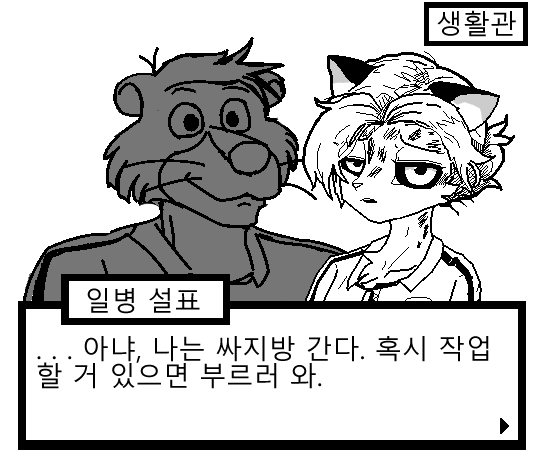 생활관
일병 설표
. . . 아냐, 나는 싸지방 간다. 혹시 작업
할 거 있으면 부르러 와.